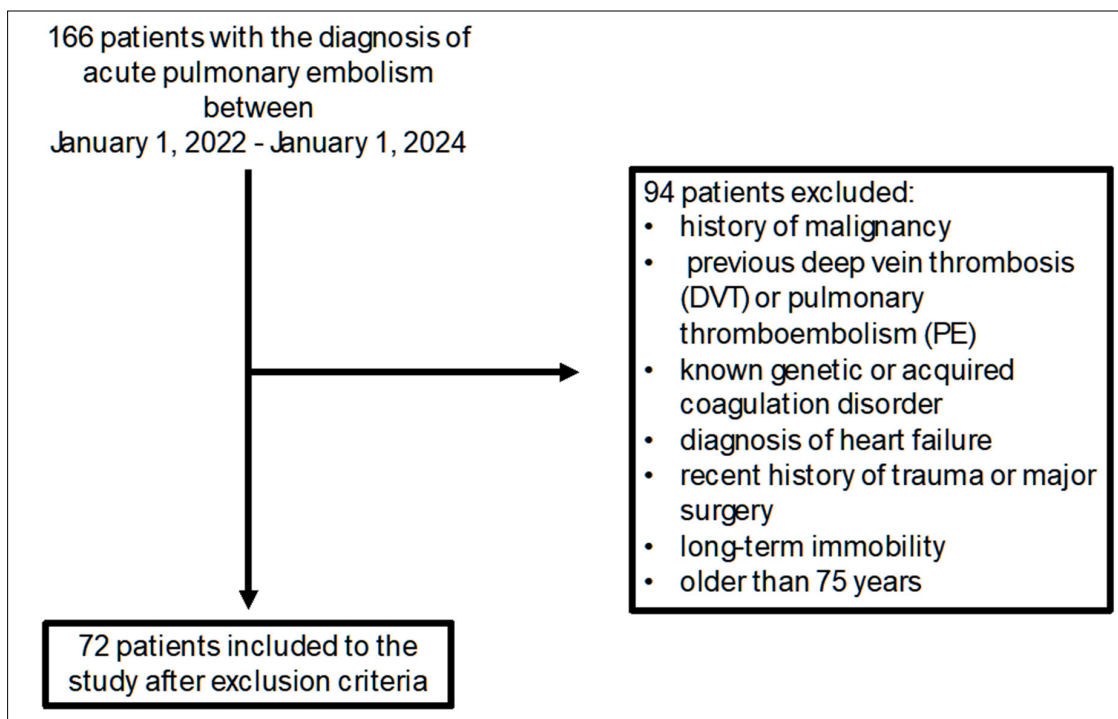 166 patients with the diagnosis of
acute pulmonary embolism
between
January 1, 2022 - January 1, 2024
94 patients excluded:
• history of malignancy
• previous deep vein thrombosis
(DVT) or pulmonary
thromboembolism (PE)
• known genetic or acquired
coagulation disorder
• diagnosis of heart failure
• recent history of trauma or major
surgery
• long-term immobility
• older than 75 years
72 patients included to the
study after exclusion criteria